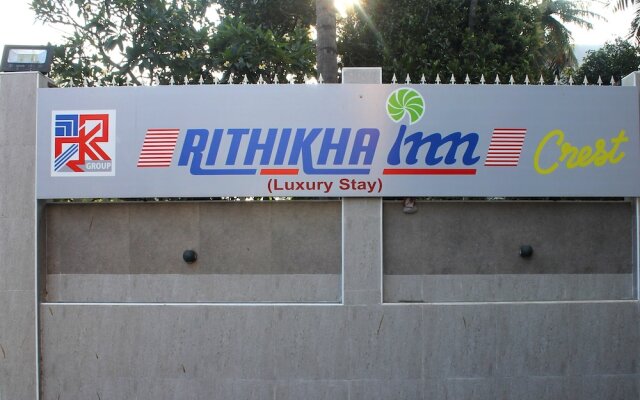 RK
GROUP
RITHIKHA Inn Crest
(Luxury Stay)